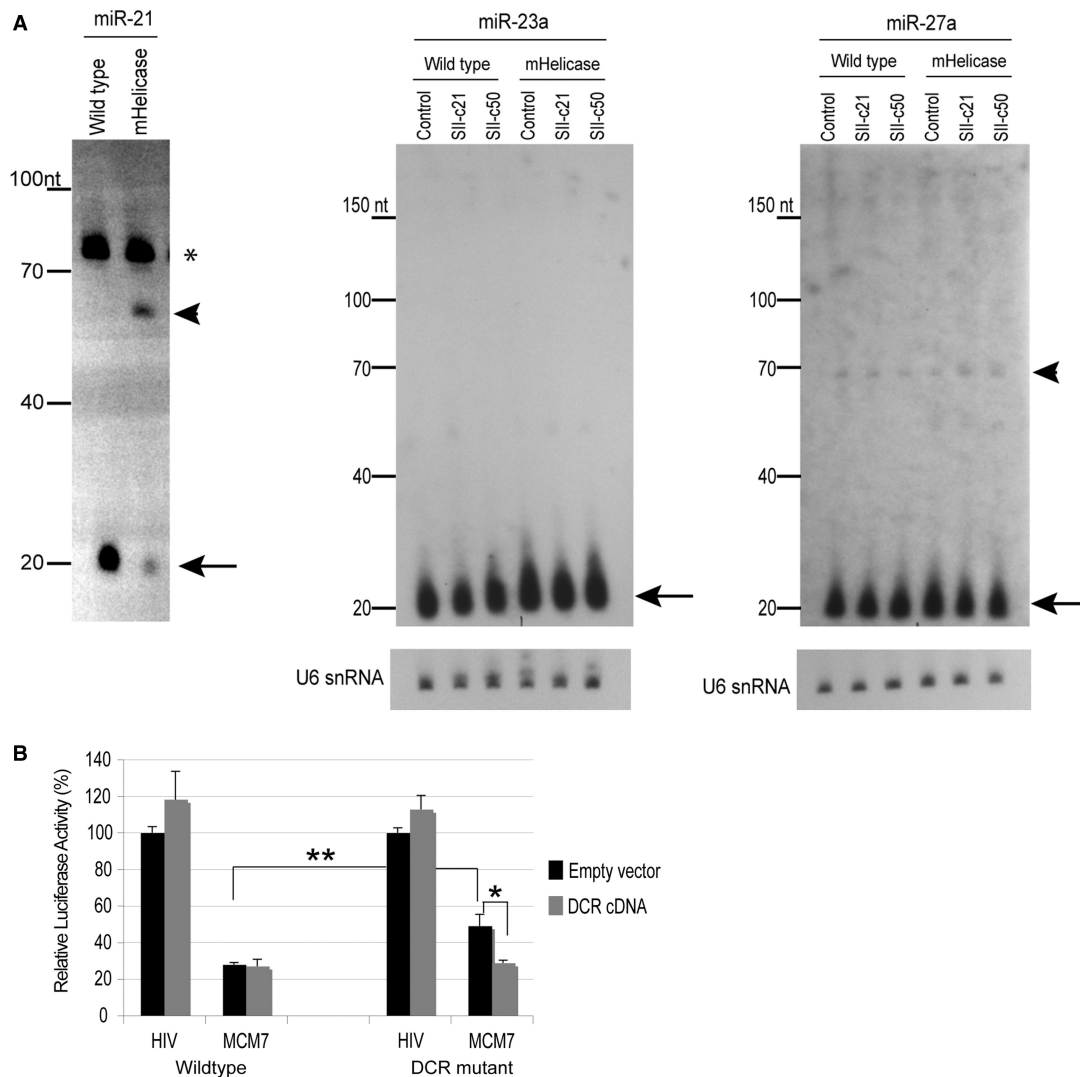 A
miR-21
Wild type
mHelicase
100nt
70
40
20
*
miR-23a
Wild type
mHelicase
Control
SII-c21
SII-c50
Control
SII-c21
SII-c50
150 nt
100
70
40
20
U6 snRNA
miR-27a
Wild type
mHelicase
Control
SII-c21
SII-c50
Control
SII-c21
SII-c50
150 nt
100
70
40
20
U6 snRNA
B
Relative Luciferase Activity (%)
140
120
100
80
60
40
20
0
**
*
Empty vector
DCR cDNA
HIV
MCM7
HIV
MCM7
Wildtype
DCR mutant